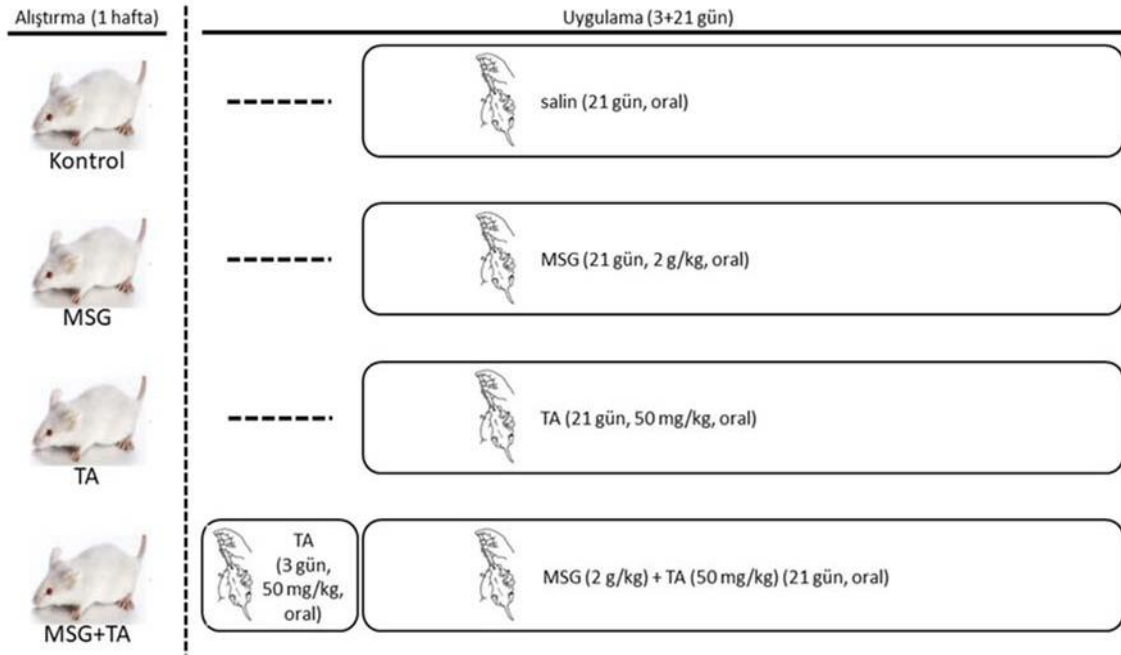 Alıştırma (1 hafta)
Uygulama (3+21 gün)
Kontrol
salin (21 gün, oral)
MSG
MSG (21 gün, 2 g/kg, oral)
TA
TA (21 gün, 50 mg/kg, oral)
MSG+TA
TA
(3 gün,
50 mg/kg,
oral)
MSG (2 g/kg) + TA (50 mg/kg) (21 gün, oral)